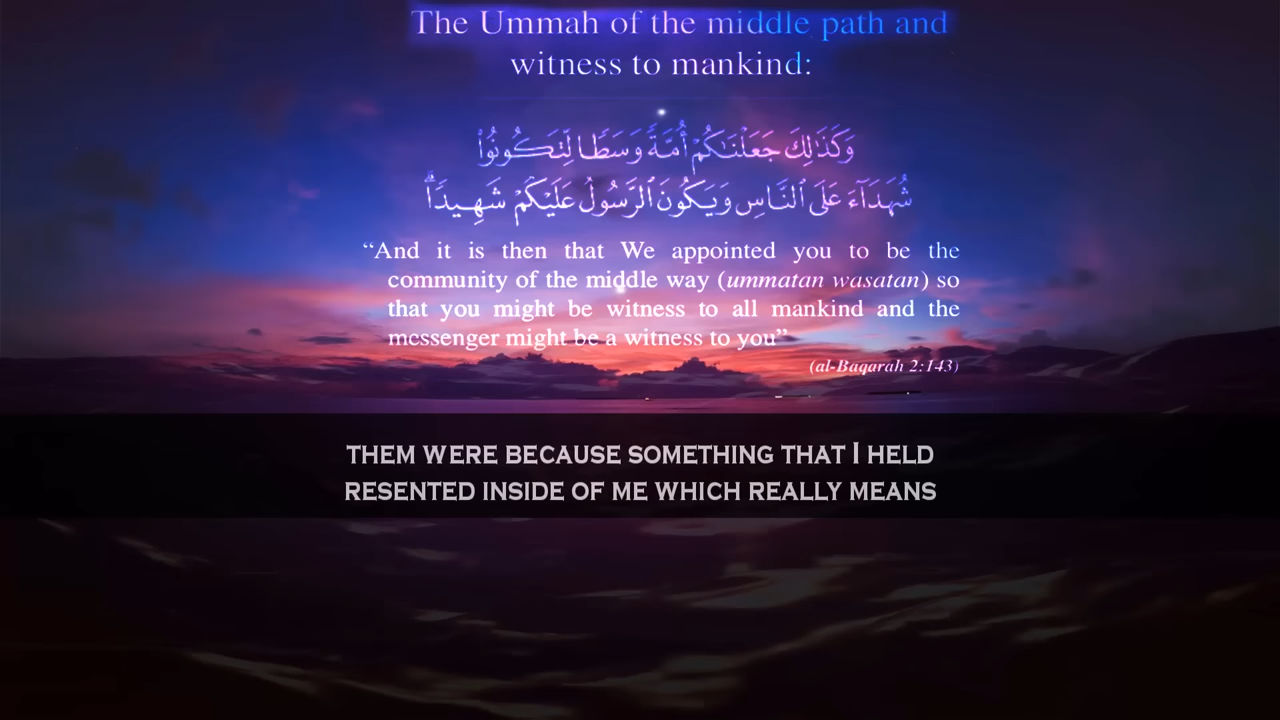 The Ummah of the middle path and
witness to mankind:
وَكَذَٰلِكَ جَعَلْنَـٰكُمْ أُمَّةً وَسَطًا لِّتَكُونُوا۟
شُهَدَآءَ عَلَى ٱلنَّاسِ وَيَكُونَ ٱلرَّسُولُ عَلَيْكُمْ شَهِيدًا
“And it is then that We appointed you to be the
community of the middle way (ummatan wasatan) so
that you might be witness to all mankind and the
mcssenger might be a witness to you”
(al-Baqarah 2:143)
THEM WERE BECAUSE SOMETHING THAT I HELD
RESENTED INSIDE OF ME WHICH REALLY MEANS